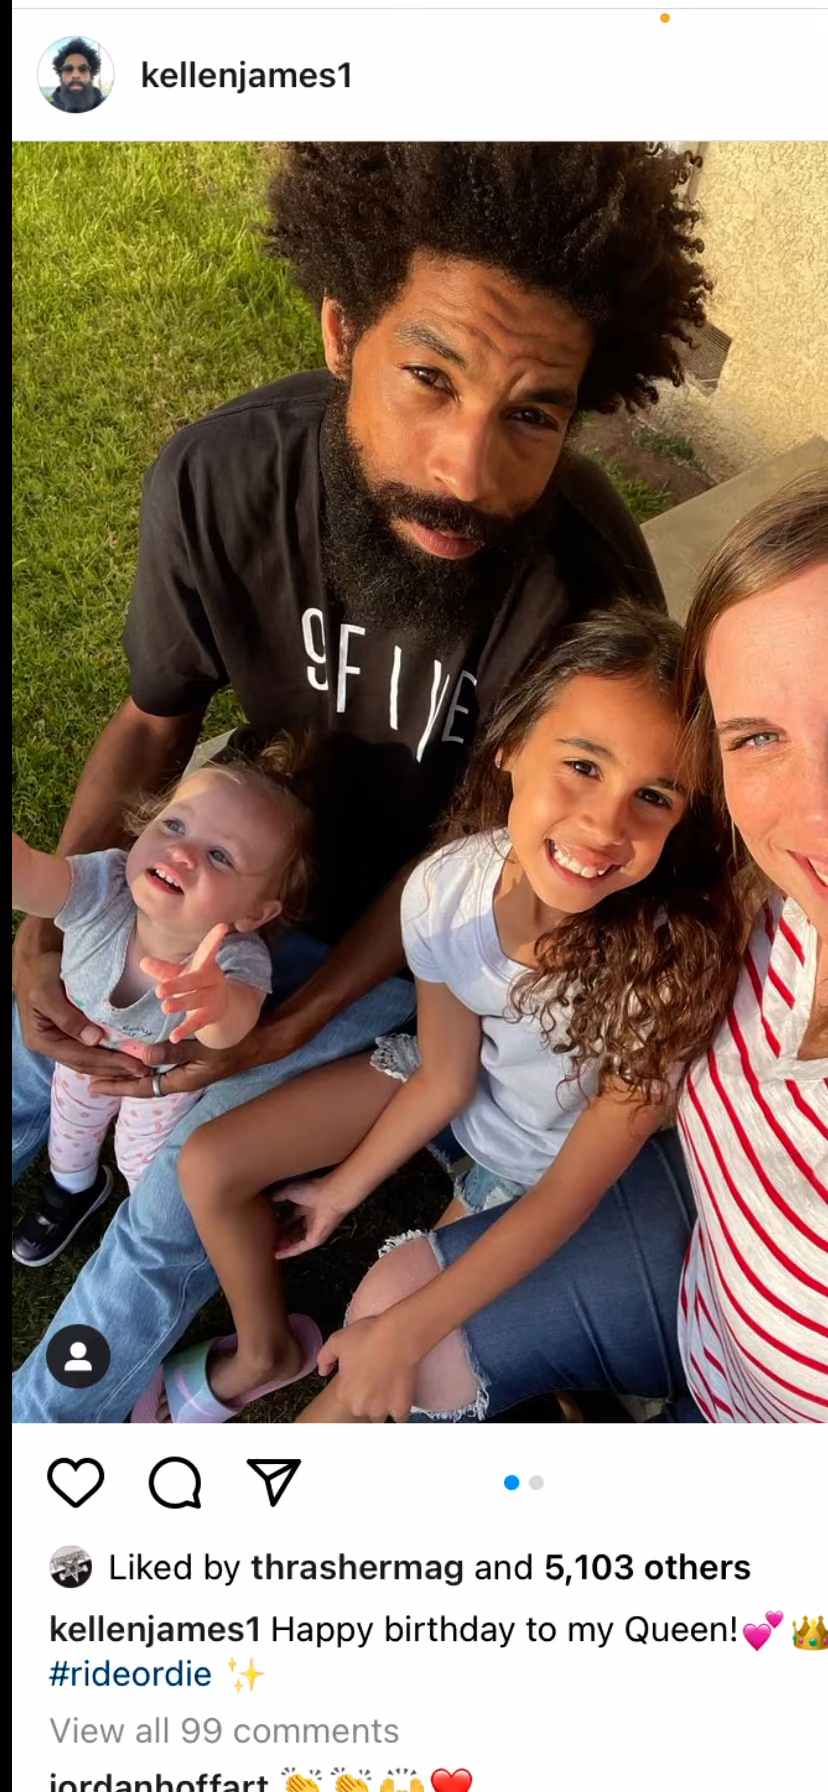 kellenjames1
9FIVE
Liked by thrashermag and 5,103 others
kellenjames1 Happy birthday to my Queen!💕👑
#rideordie ✨
View all 99 comments
jordanhoffart 👏👏🙌❤️